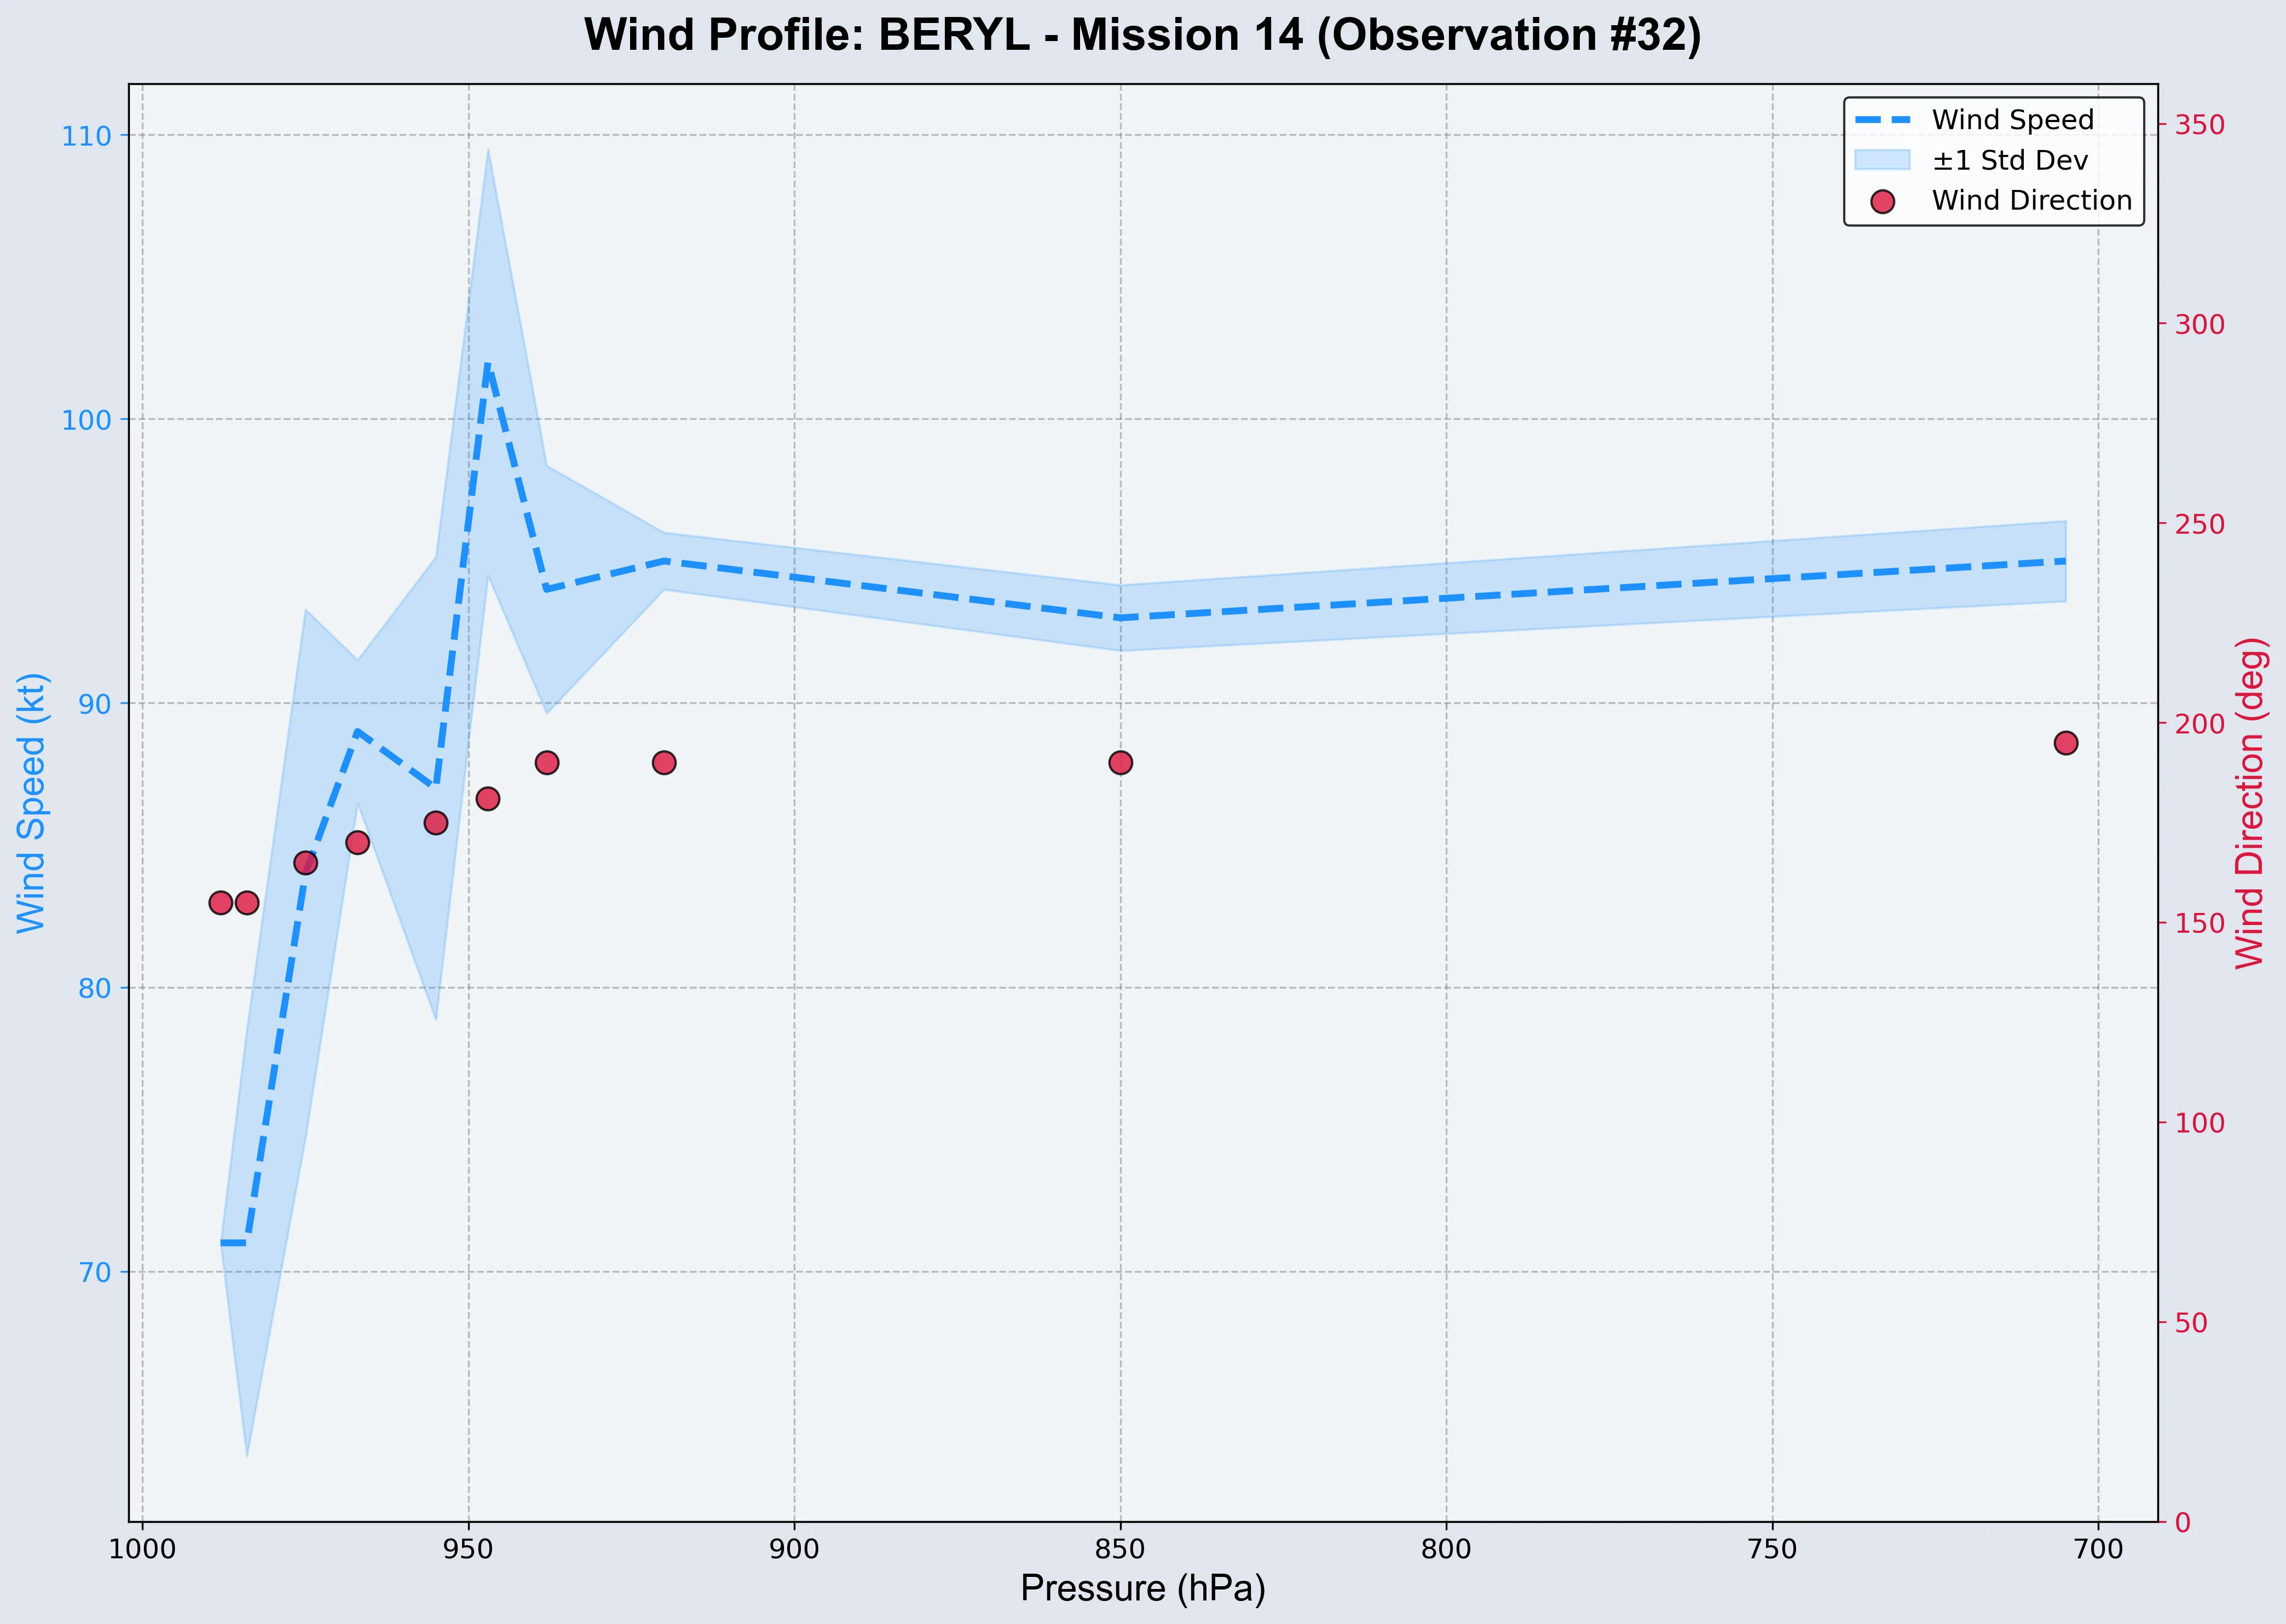 Wind Profile: BERYL - Mission 14 (Observation #32)
Wind Speed
±1 Std Dev
Wind Direction
110
100
90
80
70
Wind Speed (kt)
350
300
250
200
150
100
50
0
Wind Direction (deg)
1000
950
900
850
800
750
700
Pressure (hPa)